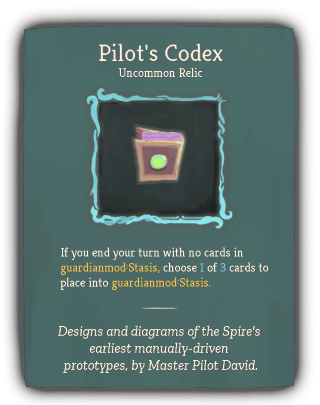 Pilot's Codex
Uncommon Relic
If you end your turn with no cards in
guardianmod:Stasis, choose 1 of 3 cards to
place into guardianmod:Stasis.
Designs and diagrams of the Spire's
earliest manually-driven
prototypes, by Master Pilot David.